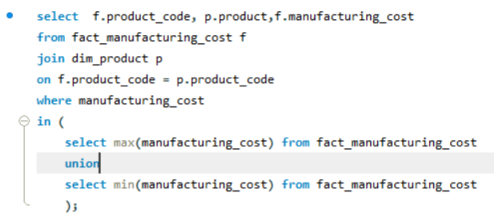 select f.product_code, p.product,f.manufacturing_cost
from fact_manufacturing_cost f
join dim_product p
on f.product_code = p.product_code
where manufacturing_cost
in (
select max(manufacturing_cost) from fact_manufacturing_cost
union
select min(manufacturing_cost) from fact_manufacturing_cost
);